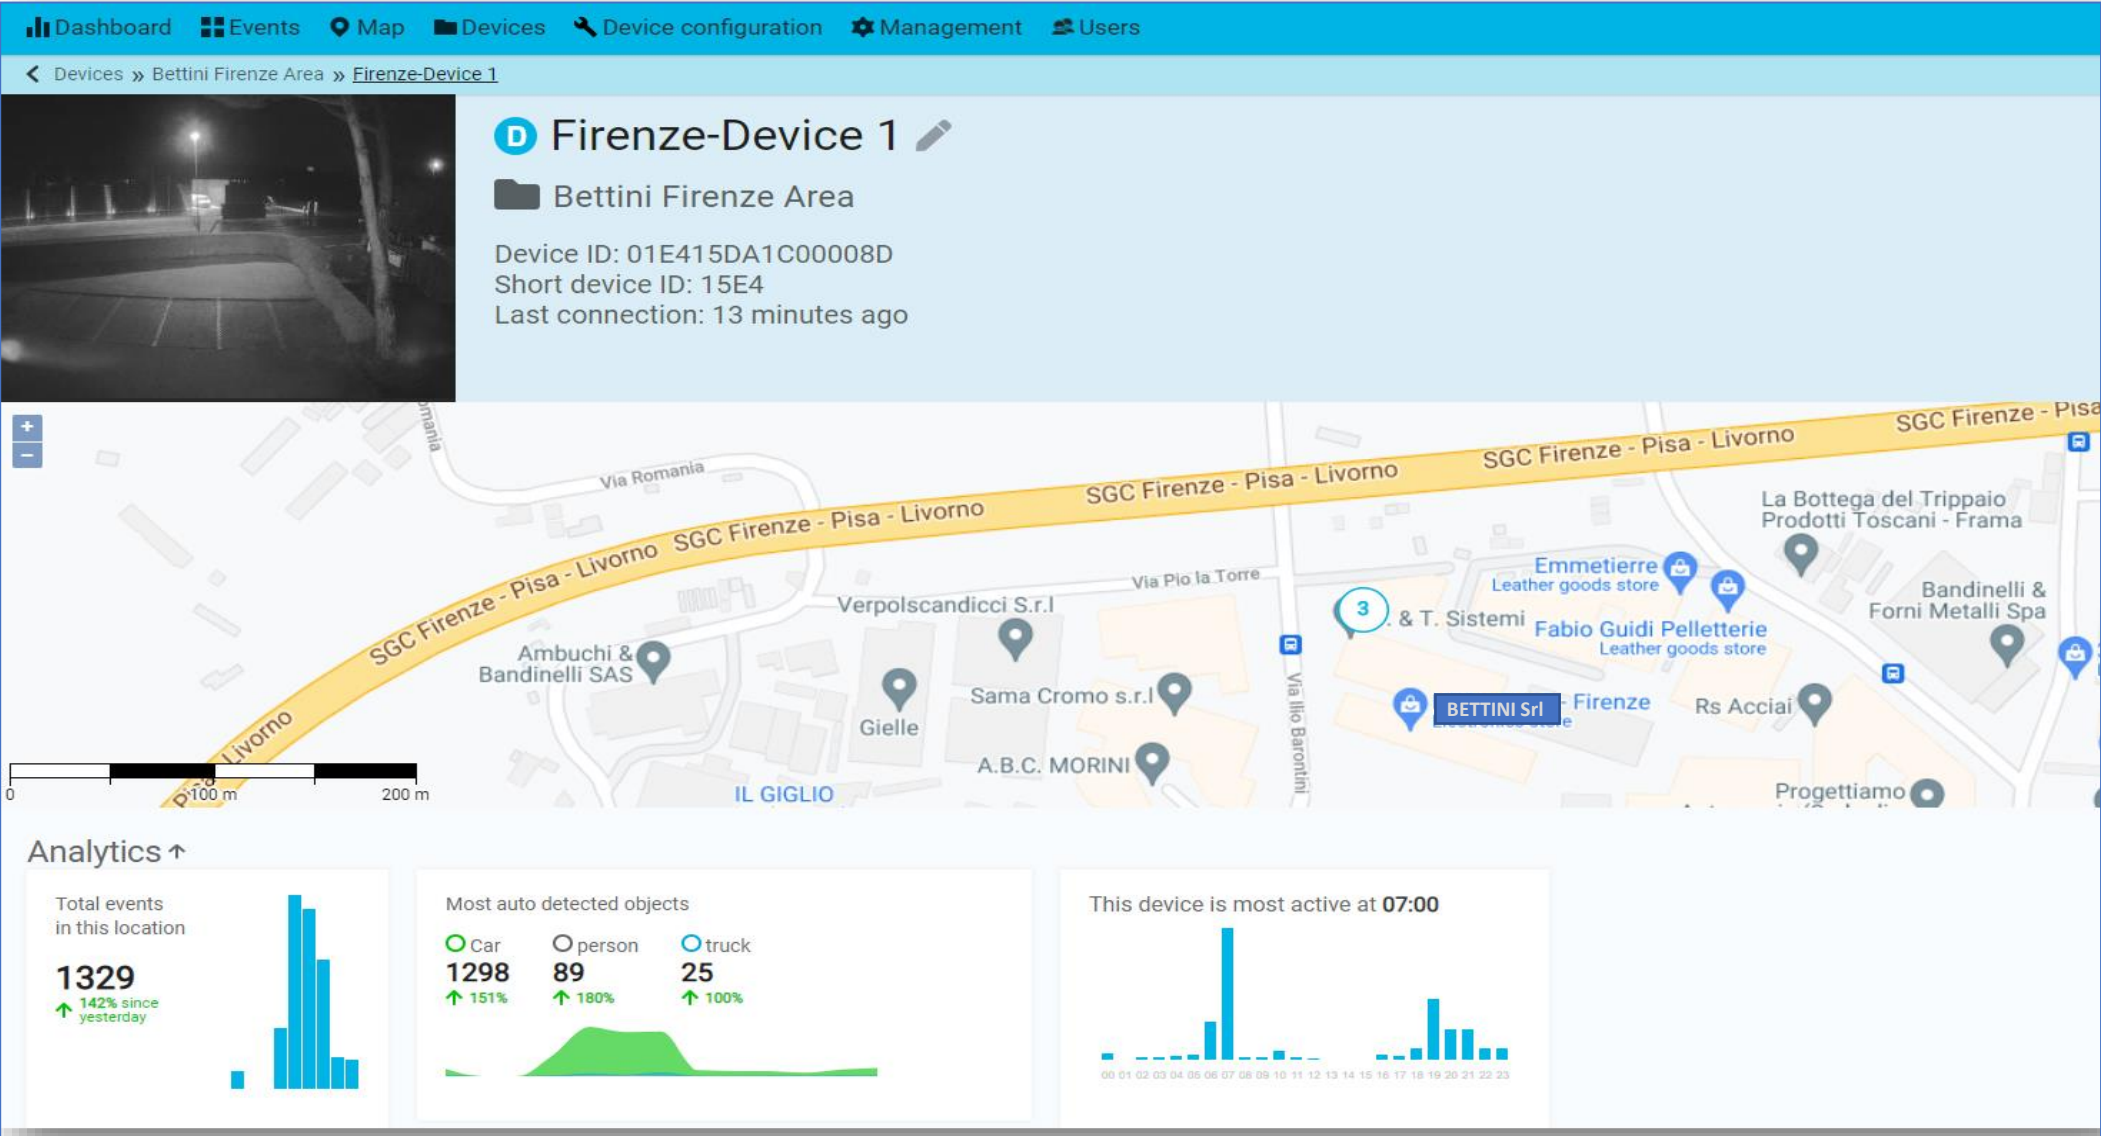 Dashboard Events Map Devices Device configuration Management Users
Devices » Bettini Firenze Area » Firenze-Device 1
D Firenze-Device 1
Bettini Firenze Area
Device ID: 01E415DA1C00008D
Short device ID: 15E4
Last connection: 13 minutes ago
+
−
omania
Via Romania
SGC Firenze - Pisa - Livorno
SGC Firenze - Pisa - Livorno
SGC Firenze - Pisa - Livorno
SGC Firenze - Pisa - Livorno
SGC Firenze - Pisa
Livorno
La Bottega del Trippaio
Prodotti Toscani - Frama
Via Pio la Torre
Emmetierre
Leather goods store
Bandinelli &
Forni Metalli Spa
Verpolscandicci S.r.l
3
. & T. Sistemi
Fabio Guidi Pelletterie
Leather goods store
Ambuchi &
Bandinelli SAS
Sama Cromo s.r.l
Via Ilio Barontini
BETTINI Srl - Firenze
Rs Acciai
Gielle
A.B.C. MORINI
IL GIGLIO
Progettiamo
0 100 m 200 m
Analytics
Total events
in this location
1329
142% since
yesterday
Most auto detected objects
Car person truck
1298 89 25
151% 180% 100%
This device is most active at 07:00
00 01 02 03 04 05 06 07 08 09 10 11 12 13 14 15 16 17 18 19 20 21 22 23